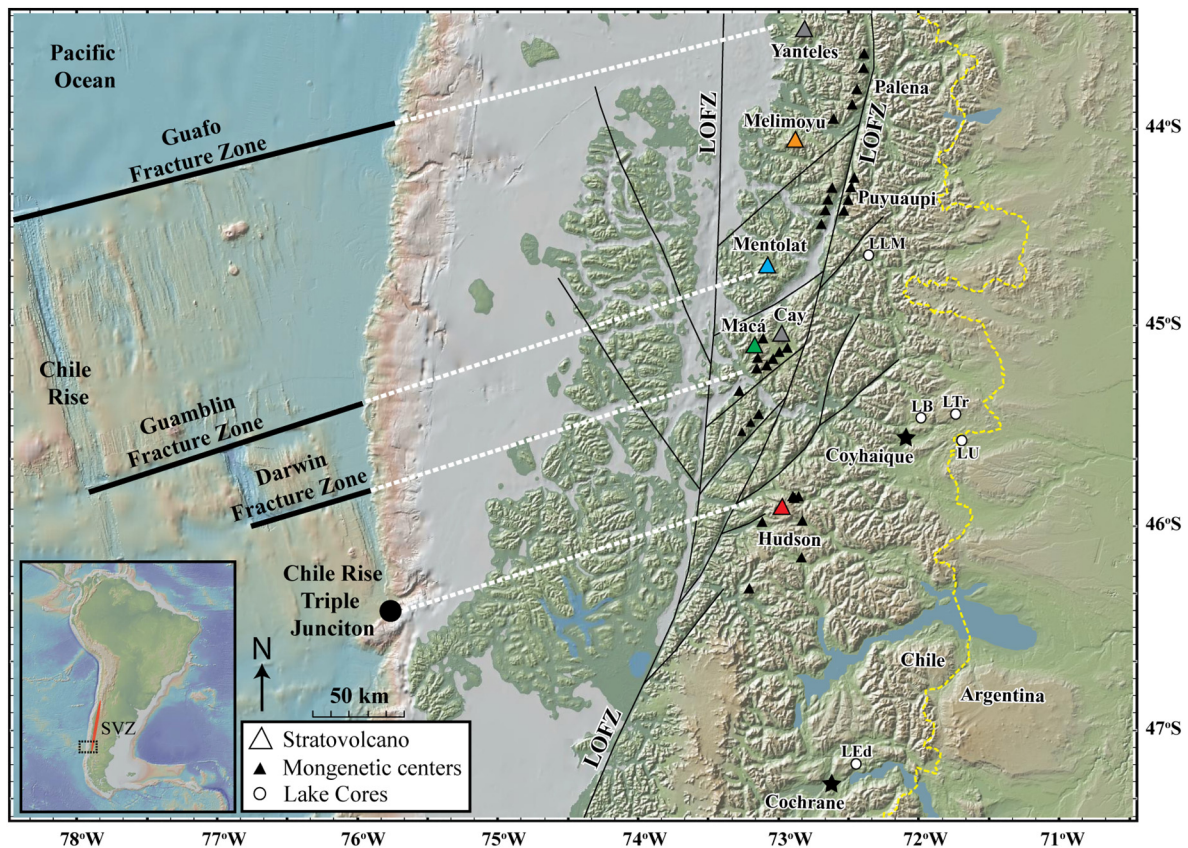 Pacific
Ocean
Guafo
Fracture Zone
Chile
Rise
Guamblin
Fracture Zone
Darwin
Fracture Zone
Chile Rise
Triple
Junciton
LOFZ
LOFZ
LOFZ
Yanteles
Palena
Melimoyu
Puyuaupi
Mentolat
LLM
Cay
Macá
LB
LTr
LU
Coyhaique
Hudson
Chile
Argentina
LEd
Cochrane
N
50 km
SVZ
Stratovolcano
Mongenetic centers
Lake Cores
44°S
45°S
46°S
47°S
78°W
77°W
76°W
75°W
74°W
73°W
72°W
71°W